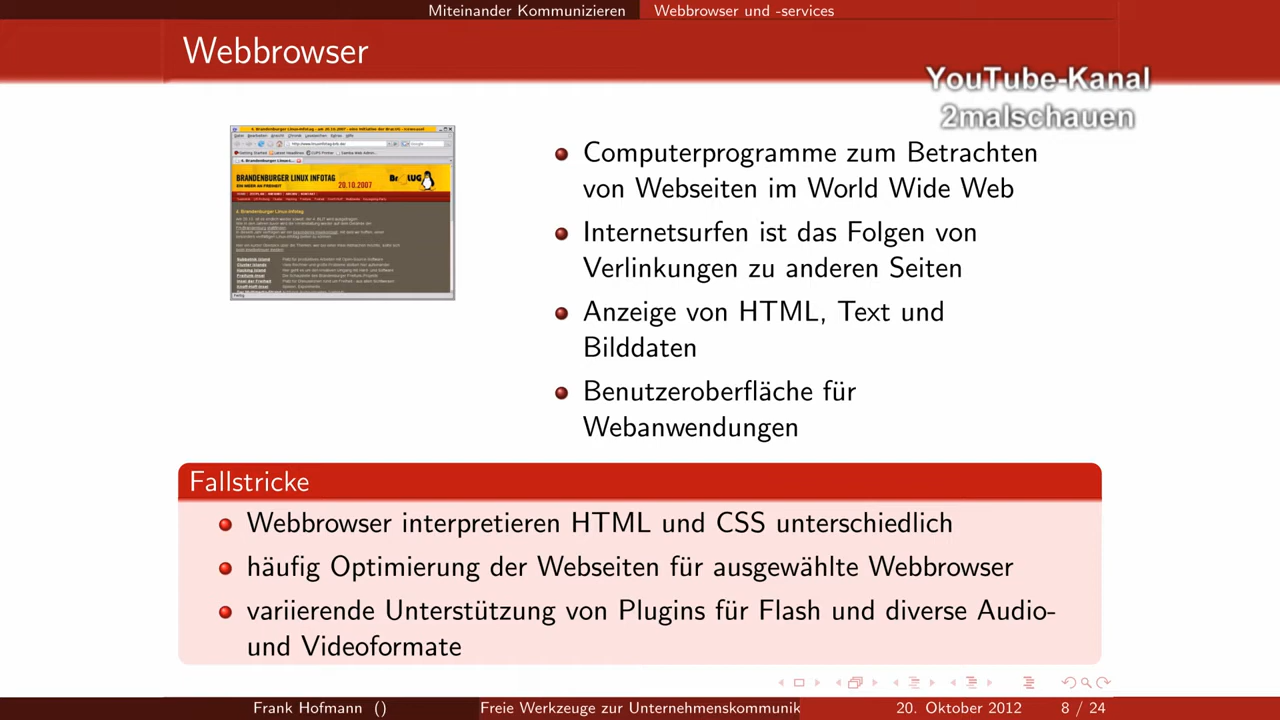 Miteinander Kommunizieren Webbrowser und -services
Webbrowser
YouTube-Kanal
2malschauen
BRANDENBURGER LINUX INFOTAG
20.10.2007
Computerprogramme zum Betrachten
von Webseiten im World Wide Web
Internetsurfen ist das Folgen von
Verlinkungen zu anderen Seiten
Anzeige von HTML, Text und
Bilddaten
Benutzeroberfläche für
Webanwendungen
Fallstricke
Webbrowser interpretieren HTML und CSS unterschiedlich
häufig Optimierung der Webseiten für ausgewählte Webbrowser
variierende Unterstützung von Plugins für Flash und diverse Audio-
und Videoformate
Frank Hofmann () Freie Werkzeuge zur Unternehmenskommunik 20. Oktober 2012 8 / 24